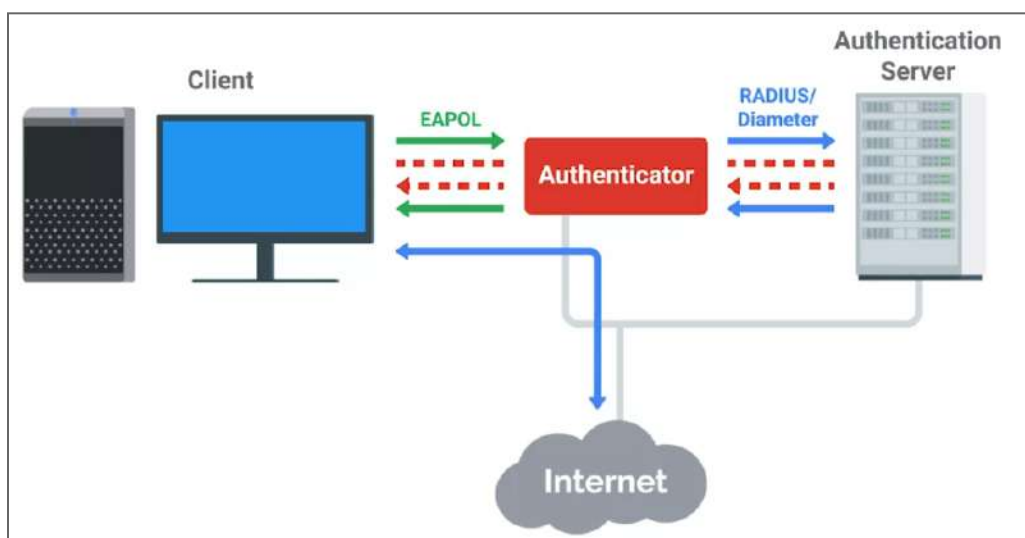 Client
EAPOL
Authenticator
RADIUS/
Diameter
Authentication
Server
Internet